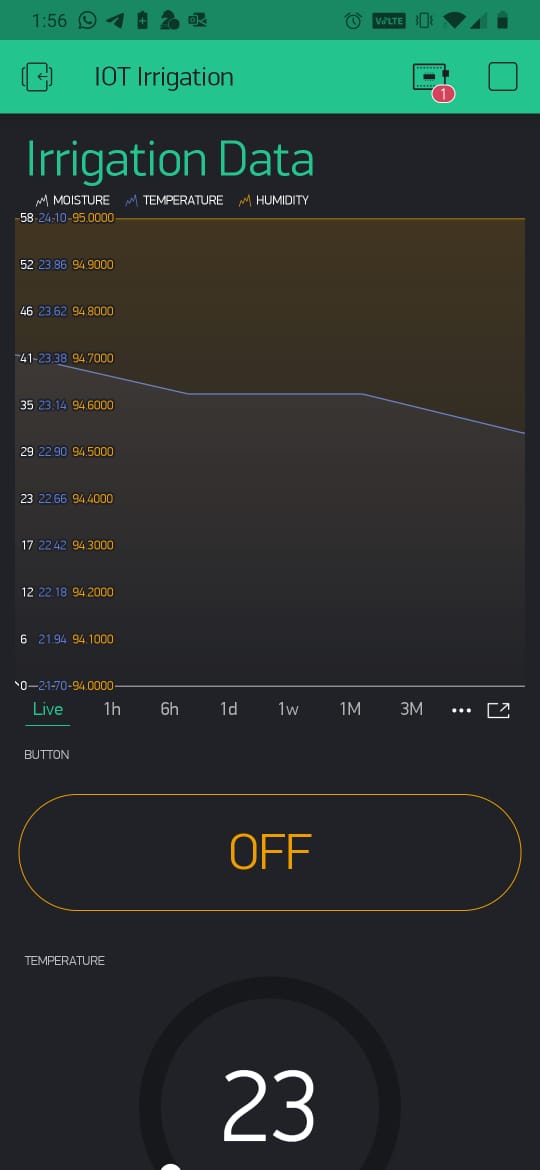 1:56 VoLTE
IOT Irrigation 1
Irrigation Data
MOISTURE TEMPERATURE HUMIDITY
58 24.10 95.0000
52 23.86 94.9000
46 23.62 94.8000
41 23.38 94.7000
35 23.14 94.6000
29 22.90 94.5000
23 22.66 94.4000
17 22.42 94.3000
12 22.18 94.2000
6 21.94 94.1000
0 21.70 94.0000
Live 1h 6h 1d 1w 1M 3M
BUTTON
OFF
TEMPERATURE
23